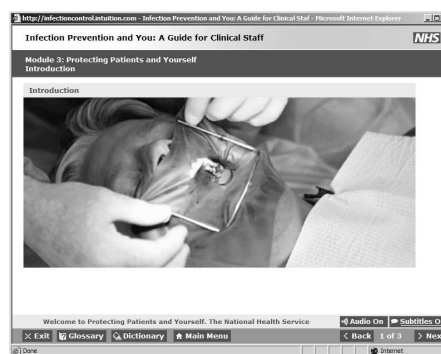 http://infectioncontrol.intuition.com - Infection Prevention and You: A Guide for Clinical Staf - Microsoft Internet Explorer
Infection Prevention and You: A Guide for Clinical Staff
NHS
Module 3: Protecting Patients and Yourself
Introduction
Introduction
Welcome to Protecting Patients and Yourself. The National Health Service
Audio On
Subtitles O
Exit Glossary Dictionary Main Menu
< Back 1 of 3 > Nex
Done
Internet